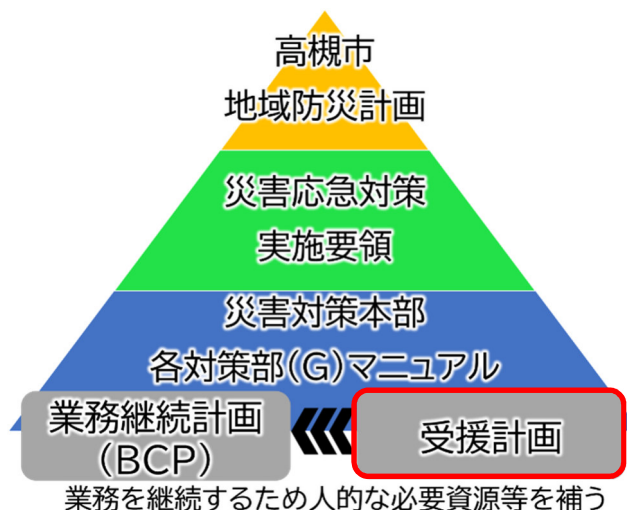 高槻市
地域防災計画
災害応急対策
実施要領
災害対策本部
各対策部(G)マニュアル
業務継続計画
(BCP)
受援計画
業務を継続するため人的な必要資源等を補う